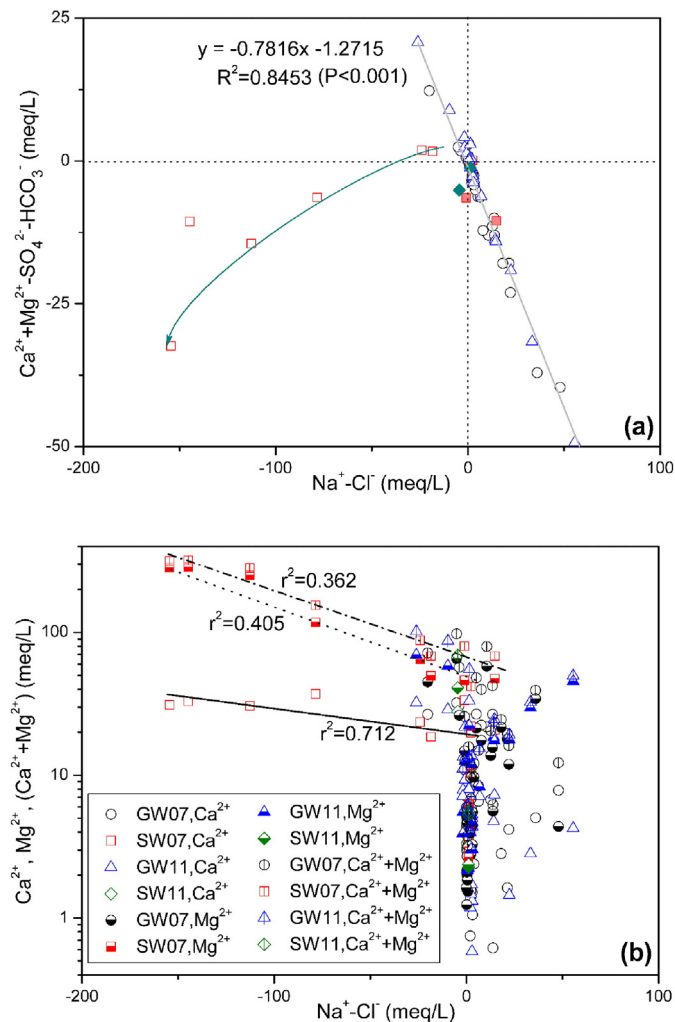 25
0
-25
-50
-200
-100
0
100
y = -0.7816x -1.2715
R²=0.8453 (P<0.001)
(a)
Ca²⁺+Mg²⁺-SO₄²⁻-HCO₃⁻ (meq/L)
Na⁺-Cl⁻ (meq/L)
100
10
1
-200
-100
0
100
r²=0.362
r²=0.405
r²=0.712
GW07,Ca²⁺
SW07,Ca²⁺
GW11,Ca²⁺
SW11,Ca²⁺
GW07,Mg²⁺
SW07,Mg²⁺
GW11,Mg²⁺
SW11,Mg²⁺
GW07,Ca²⁺+Mg²⁺
SW07,Ca²⁺+Mg²⁺
GW11,Ca²⁺+Mg²⁺
SW11,Ca²⁺+Mg²⁺
(b)
Ca²⁺, Mg²⁺, (Ca²⁺+Mg²⁺) (meq/L)
Na⁺-Cl⁻ (meq/L)